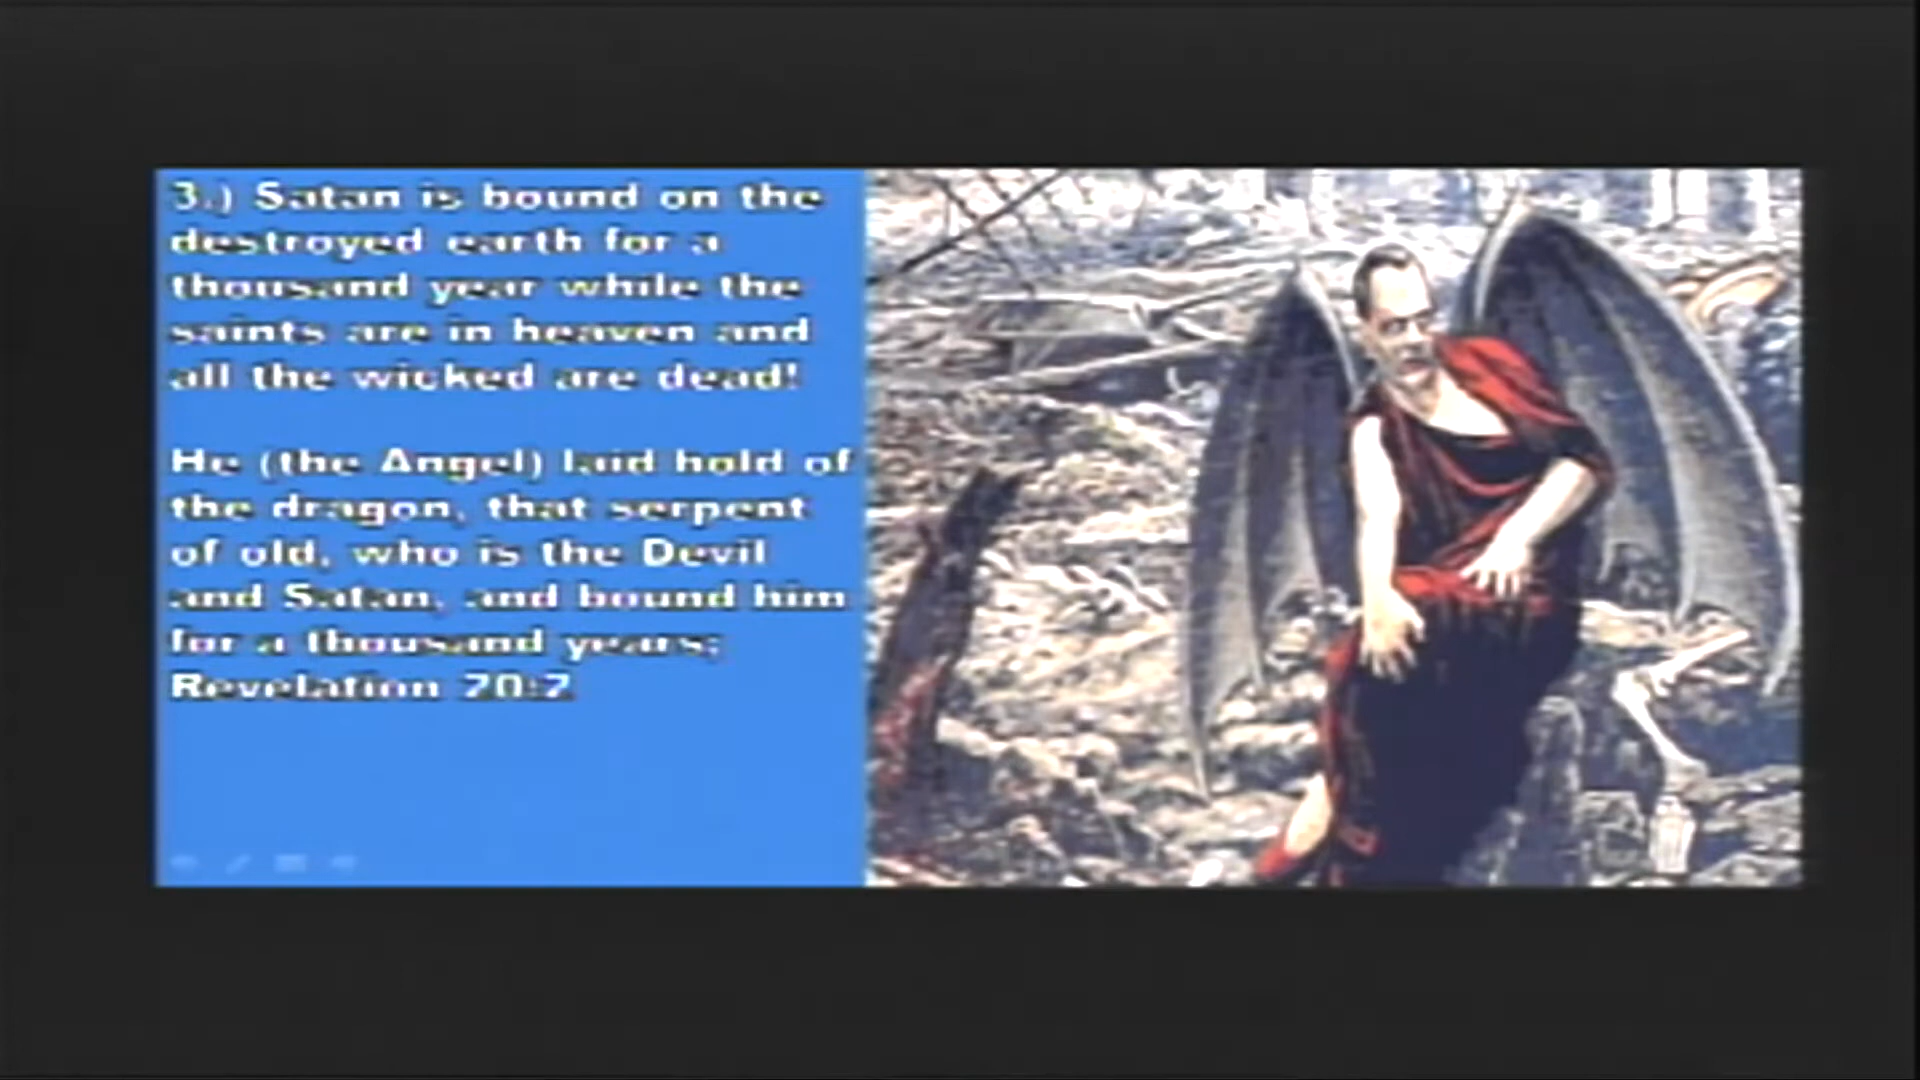 3.) Satan is bound on the
destroyed earth for a
thousand year while the
saints are in heaven and
all the wicked are dead!
He (the Angel) laid hold of
the dragon, that serpent
of old, who is the Devil
and Satan, and bound him
for a thousand years;
Revelation 20:2